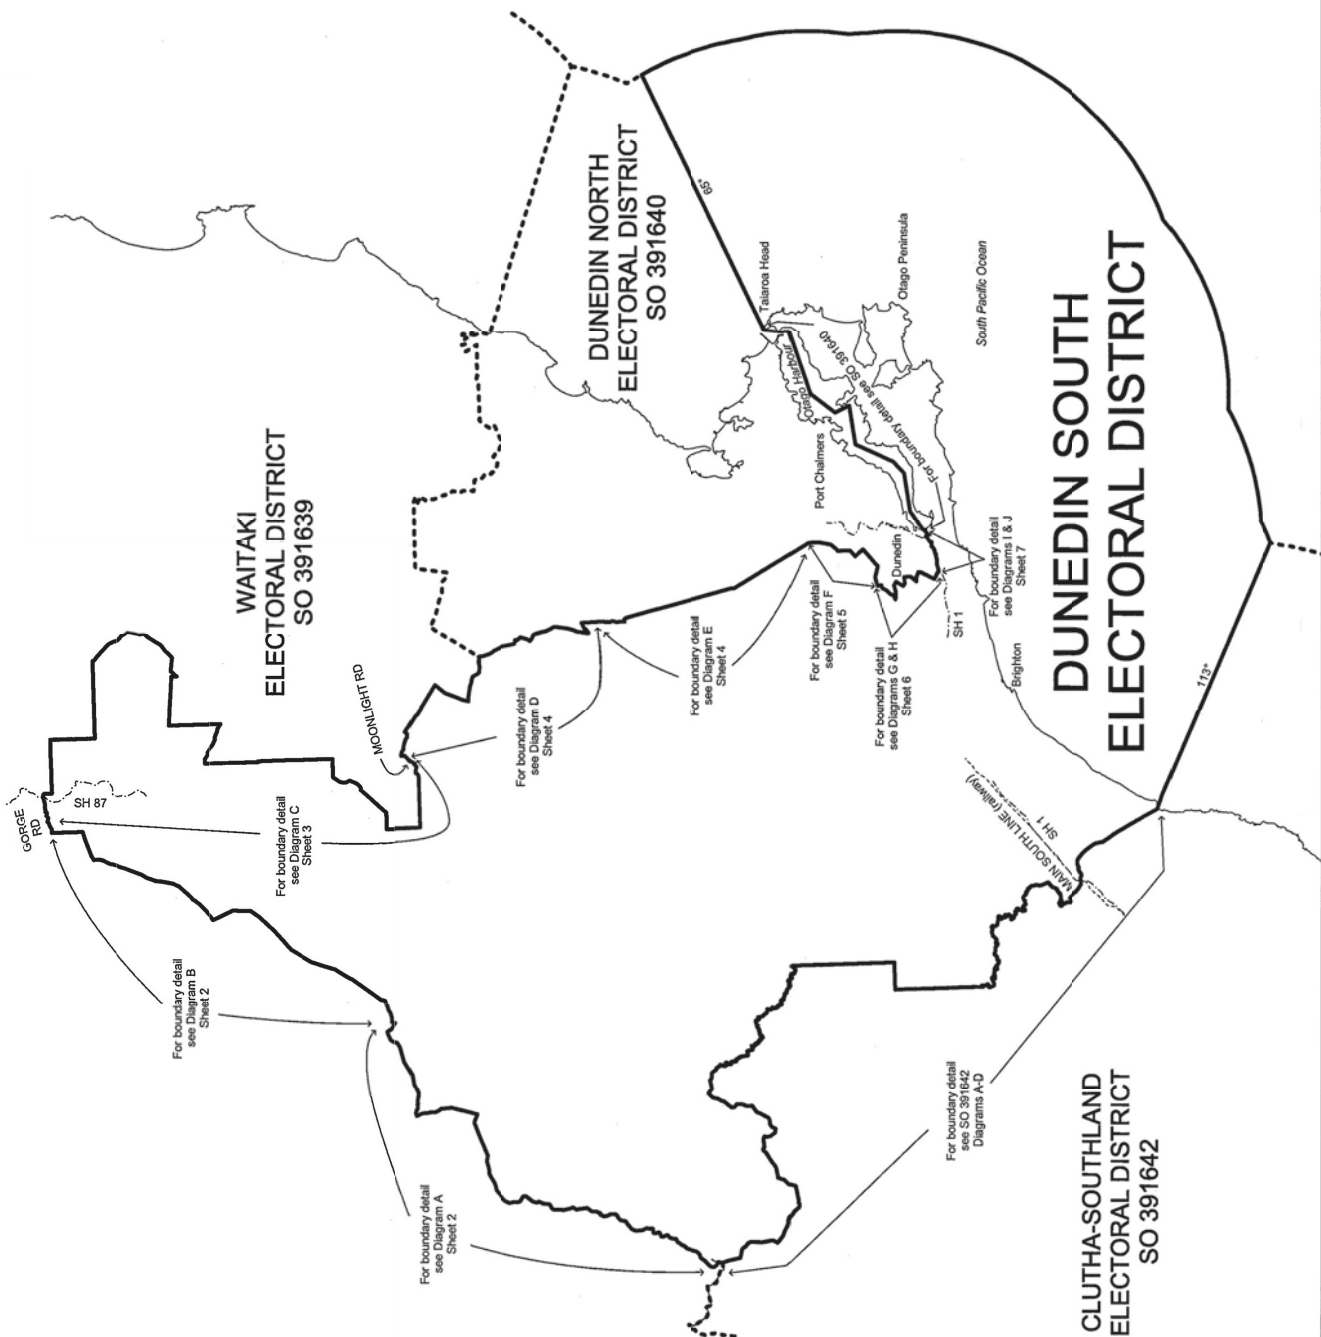 DUNEDIN NORTH
ELECTORAL DISTRICT
SO 391640
65°
Taiaroa Head
Otago Peninsula
South Pacific Ocean
Otago Harbour
For boundary detail see SO 391640
Port Chalmers
WAITAKI
ELECTORAL DISTRICT
SO 391639
DUNEDIN SOUTH
ELECTORAL DISTRICT
Dunedin
SH 1
For boundary detail
see Diagrams I & J
Sheet 7
Brighton
113°
For boundary detail
see Diagram F
Sheet 5
For boundary detail
see Diagrams G & H
Sheet 6
For boundary detail
see Diagram E
Sheet 4
MOONLIGHT RD
For boundary detail
see Diagram D
Sheet 4
GORGE
RD
SH 87
For boundary detail
see Diagram C
Sheet 3
MAIN SOUTH LINE (railway)
SH 1
For boundary detail
see Diagram B
Sheet 2
For boundary detail
see Diagram A
Sheet 2
For boundary detail
see SO 391642
Diagrams A-D
CLUTHA-SOUTHLAND
ELECTORAL DISTRICT
SO 391642